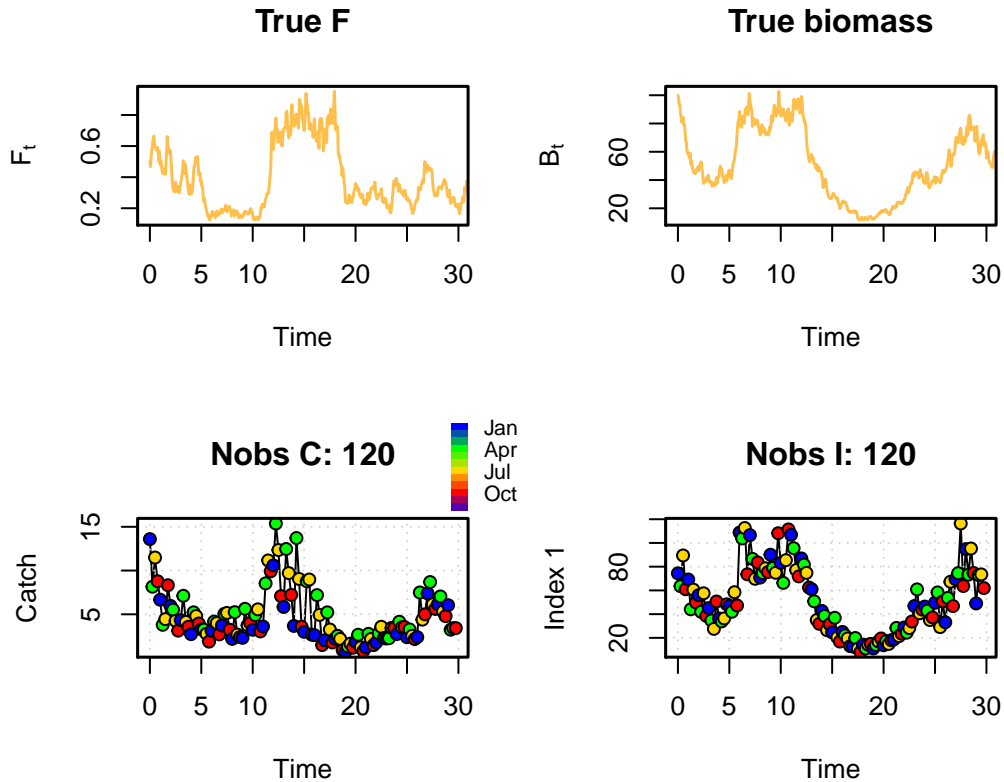 True F
F_t
0.2 0.6
0 5 10 20 30
Time
True biomass
B_t
20 60
0 5 10 20 30
Time
Nobs C: 120
Jan
Apr
Jul
Oct
Catch
5 15
0 5 10 20 30
Time
Nobs I: 120
Index 1
20 80
0 5 10 20 30
Time